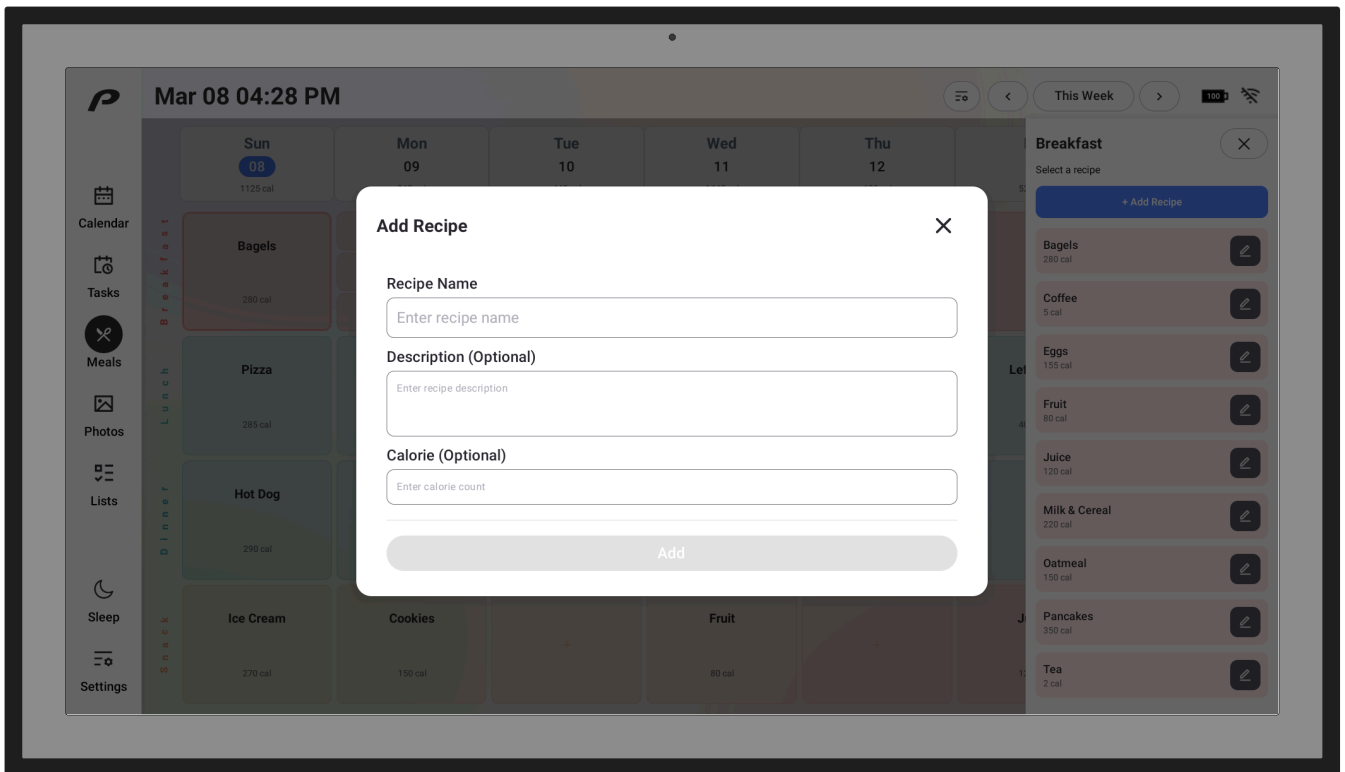 Mar 08 04:28 PM
This Week
100
Calendar
Tasks
Meals
Photos
Lists
Sleep
Settings
Sun
08
1125 cal
Mon
09
Tue
10
Wed
11
Thu
12
Breakfast
Bagels
280 cal
Lunch
Pizza
285 cal
Dinner
Hot Dog
290 cal
Snack
Ice Cream
270 cal
Cookies
150 cal
Fruit
80 cal
Add Recipe
Recipe Name
Enter recipe name
Description (Optional)
Enter recipe description
Calorie (Optional)
Enter calorie count
Add
Breakfast
Select a recipe
+ Add Recipe
Bagels
280 cal
Coffee
5 cal
Eggs
155 cal
Fruit
80 cal
Juice
120 cal
Milk & Cereal
220 cal
Oatmeal
150 cal
Pancakes
350 cal
Tea
2 cal